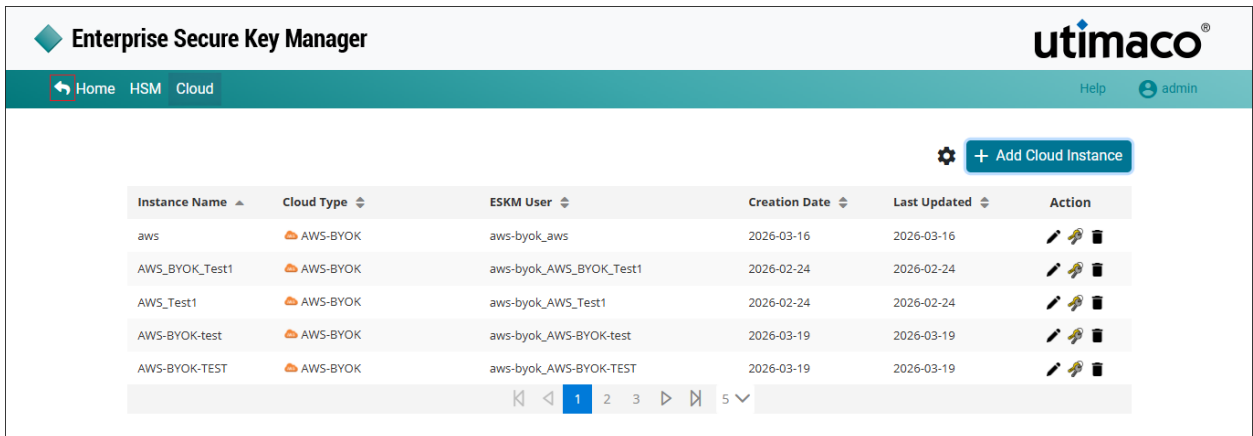 Enterprise Secure Key Manager
utimaco®
Home HSM Cloud Help admin
+ Add Cloud Instance
Instance Name Cloud Type ESKM User Creation Date Last Updated Action
aws AWS-BYOK aws-byok_aws 2026-03-16 2026-03-16
AWS_BYOK_Test1 AWS-BYOK aws-byok_AWS_BYOK_Test1 2026-02-24 2026-02-24
AWS_Test1 AWS-BYOK aws-byok_AWS_Test1 2026-02-24 2026-02-24
AWS-BYOK-test AWS-BYOK aws-byok_AWS-BYOK-test 2026-03-19 2026-03-19
AWS-BYOK-TEST AWS-BYOK aws-byok_AWS-BYOK-TEST 2026-03-19 2026-03-19
1 2 3 5